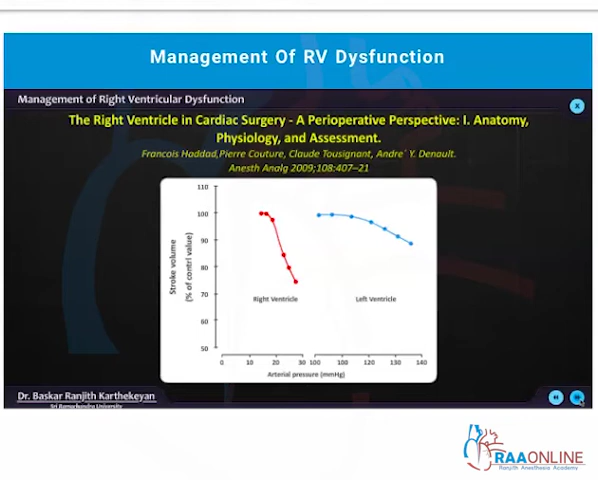 Management Of RV Dysfunction
Management of Right Ventricular Dysfunction
X
The Right Ventricle in Cardiac Surgery - A Perioperative Perspective: I. Anatomy,
Physiology, and Assessment.
Francois Haddad,Pierre Couture, Claude Tousignant, Andre´ Y. Denault.
Anesth Analg 2009;108:407–21
110
100
90
80
70
60
50
Stroke volume
(% of contrl value)
Right Ventricle
Left Ventricle
0 10 20 30 100 100 120 130 136 140
Arterial pressure (mmHg)
Dr. Baskar Ranjith Karthekeyan
Sri Ramachandra University
RAAONLINE
Ranjith Anesthesia Academy